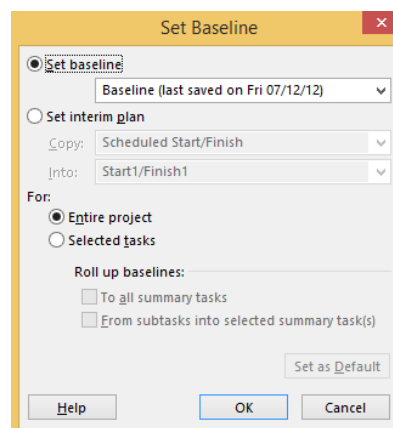 Set Baseline
Set baseline
Baseline (last saved on Fri 07/12/12)
Set interim plan
Copy: Scheduled Start/Finish
Into: Start1/Finish1
For:
Entire project
Selected tasks
Roll up baselines:
To all summary tasks
From subtasks into selected summary task(s)
Set as Default
Help OK Cancel